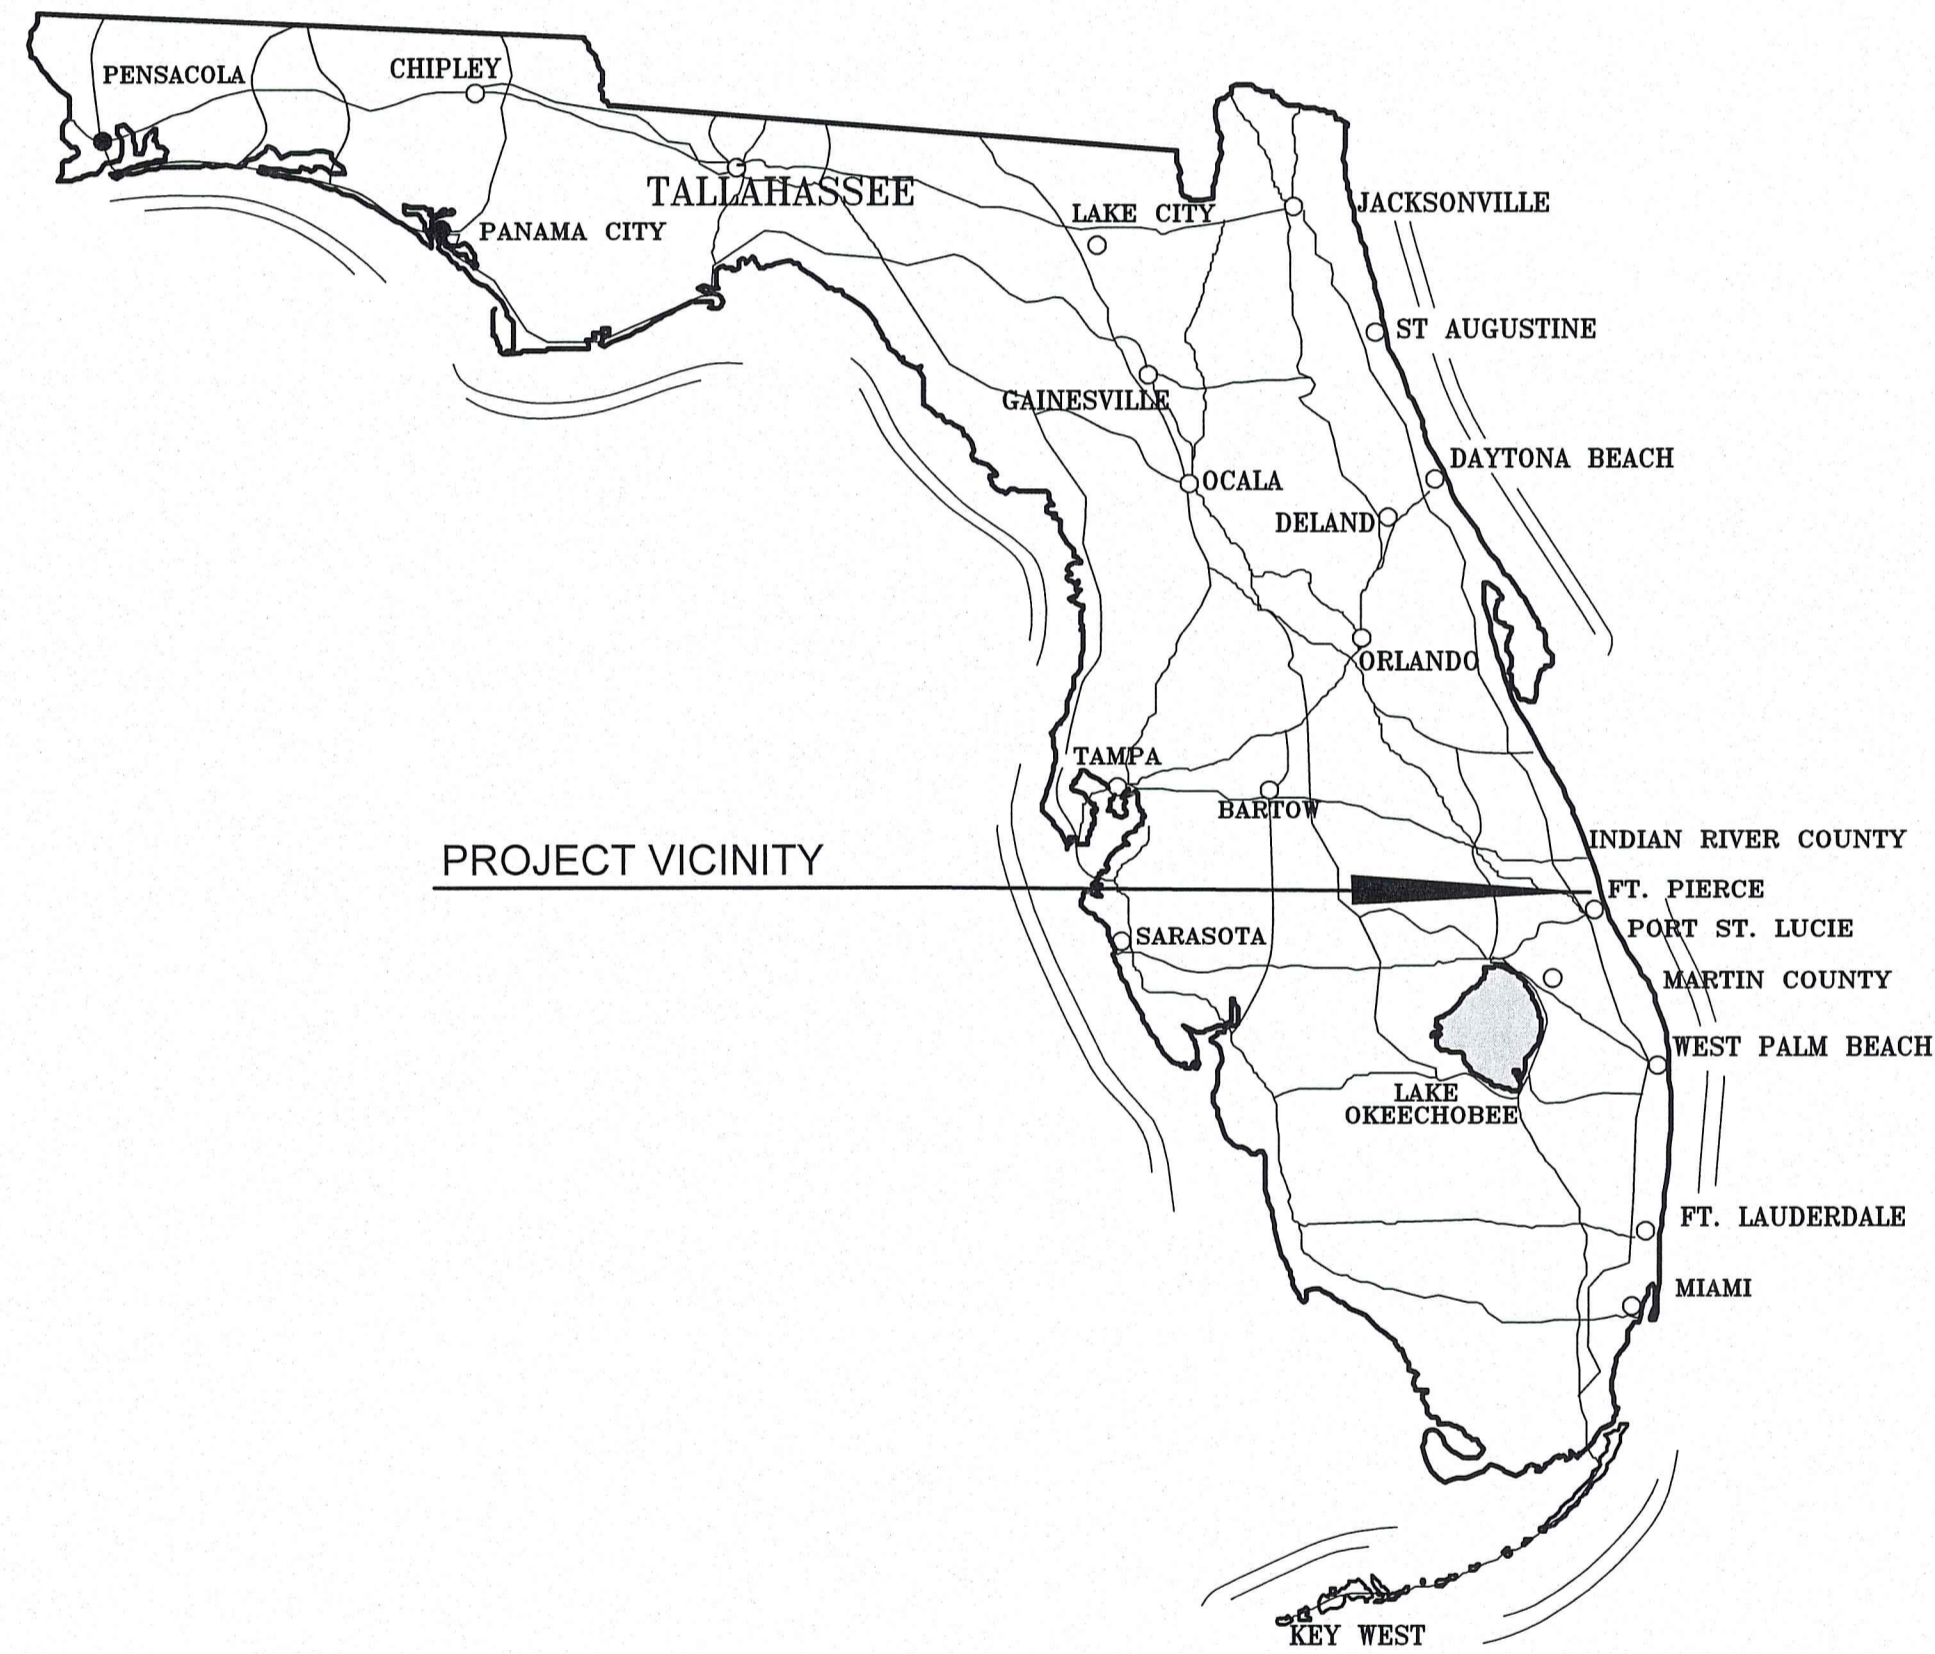 CHIPLEY
PENSACOLA
TALLAHASSEE
JACKSONVILLE
LAKE CITY
PANAMA CITY
ST AUGUSTINE
GAINESVILLE
DAYTONA BEACH
OCALA
DELAND
ORLANDO
TAMPA
BARTOW
INDIAN RIVER COUNTY
PROJECT VICINITY
FT. PIERCE
PORT ST. LUCIE
SARASOTA
MARTIN COUNTY
WEST PALM BEACH
LAKE
OKEECHOBEE
FT. LAUDERDALE
MIAMI
KEY WEST